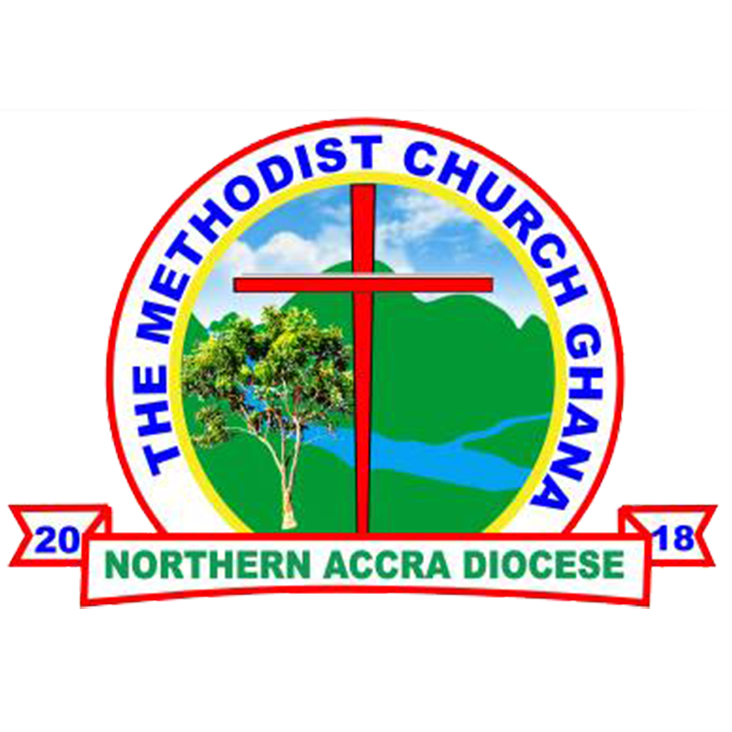 THE METHODIST CHURCH GHANA
20 18
NORTHERN ACCRA DIOCESE